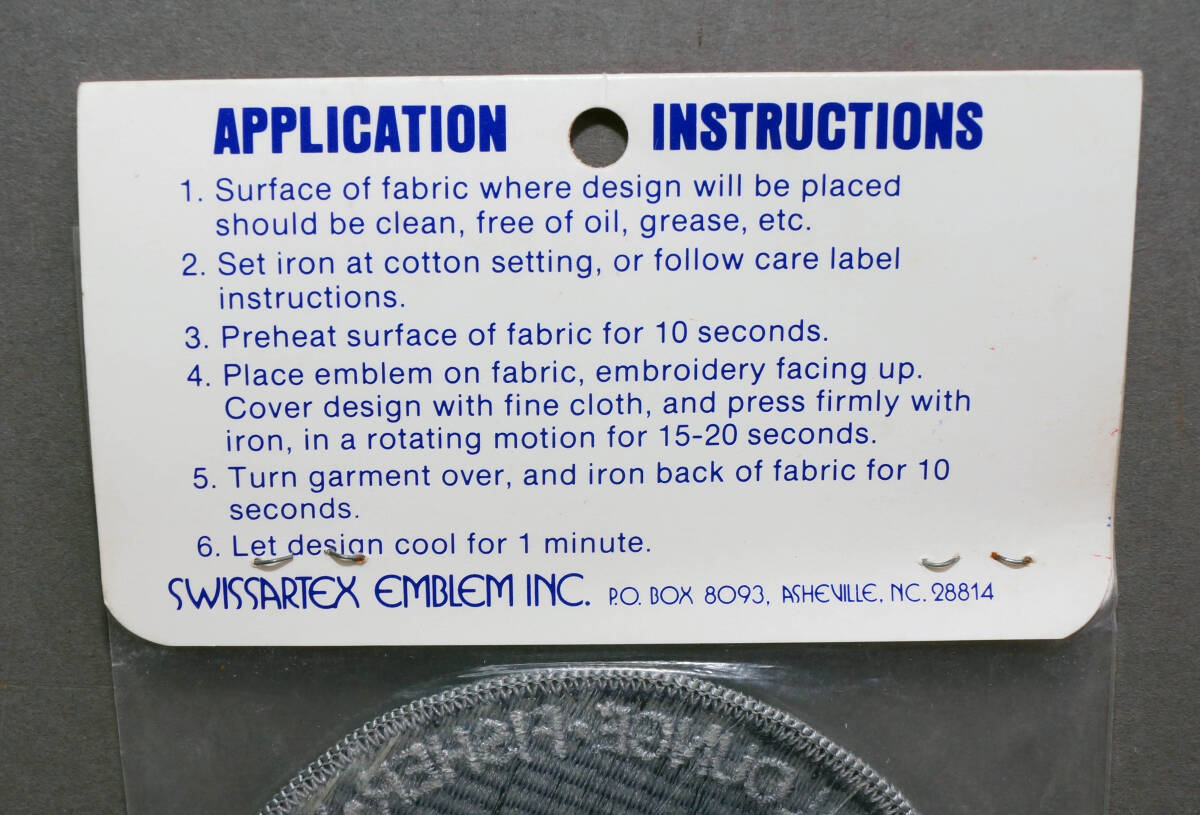 APPLICATION INSTRUCTIONS
1. Surface of fabric where design will be placed
should be clean, free of oil, grease, etc.
2. Set iron at cotton setting, or follow care label
instructions.
3. Preheat surface of fabric for 10 seconds.
4. Place emblem on fabric, embroidery facing up.
Cover design with fine cloth, and press firmly with
iron, in a rotating motion for 15-20 seconds.
5. Turn garment over, and iron back of fabric for 10
seconds.
6. Let design cool for 1 minute.
SWISSARTEX EMBLEM INC. P.O. BOX 8093, ASHEVILLE, NC. 28814